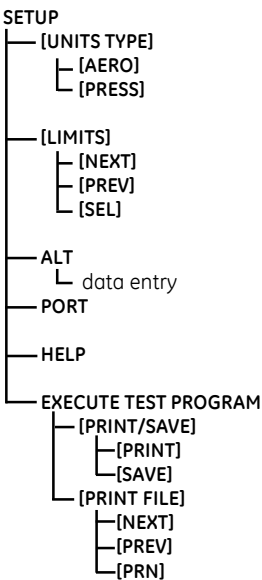 SETUP
[UNITS TYPE]
[AERO]
[PRESS]
[LIMITS]
[NEXT]
[PREV]
[SEL]
ALT
data entry
PORT
HELP
EXECUTE TEST PROGRAM
[PRINT/SAVE]
[PRINT]
[SAVE]
[PRINT FILE]
[NEXT]
[PREV]
[PRN]